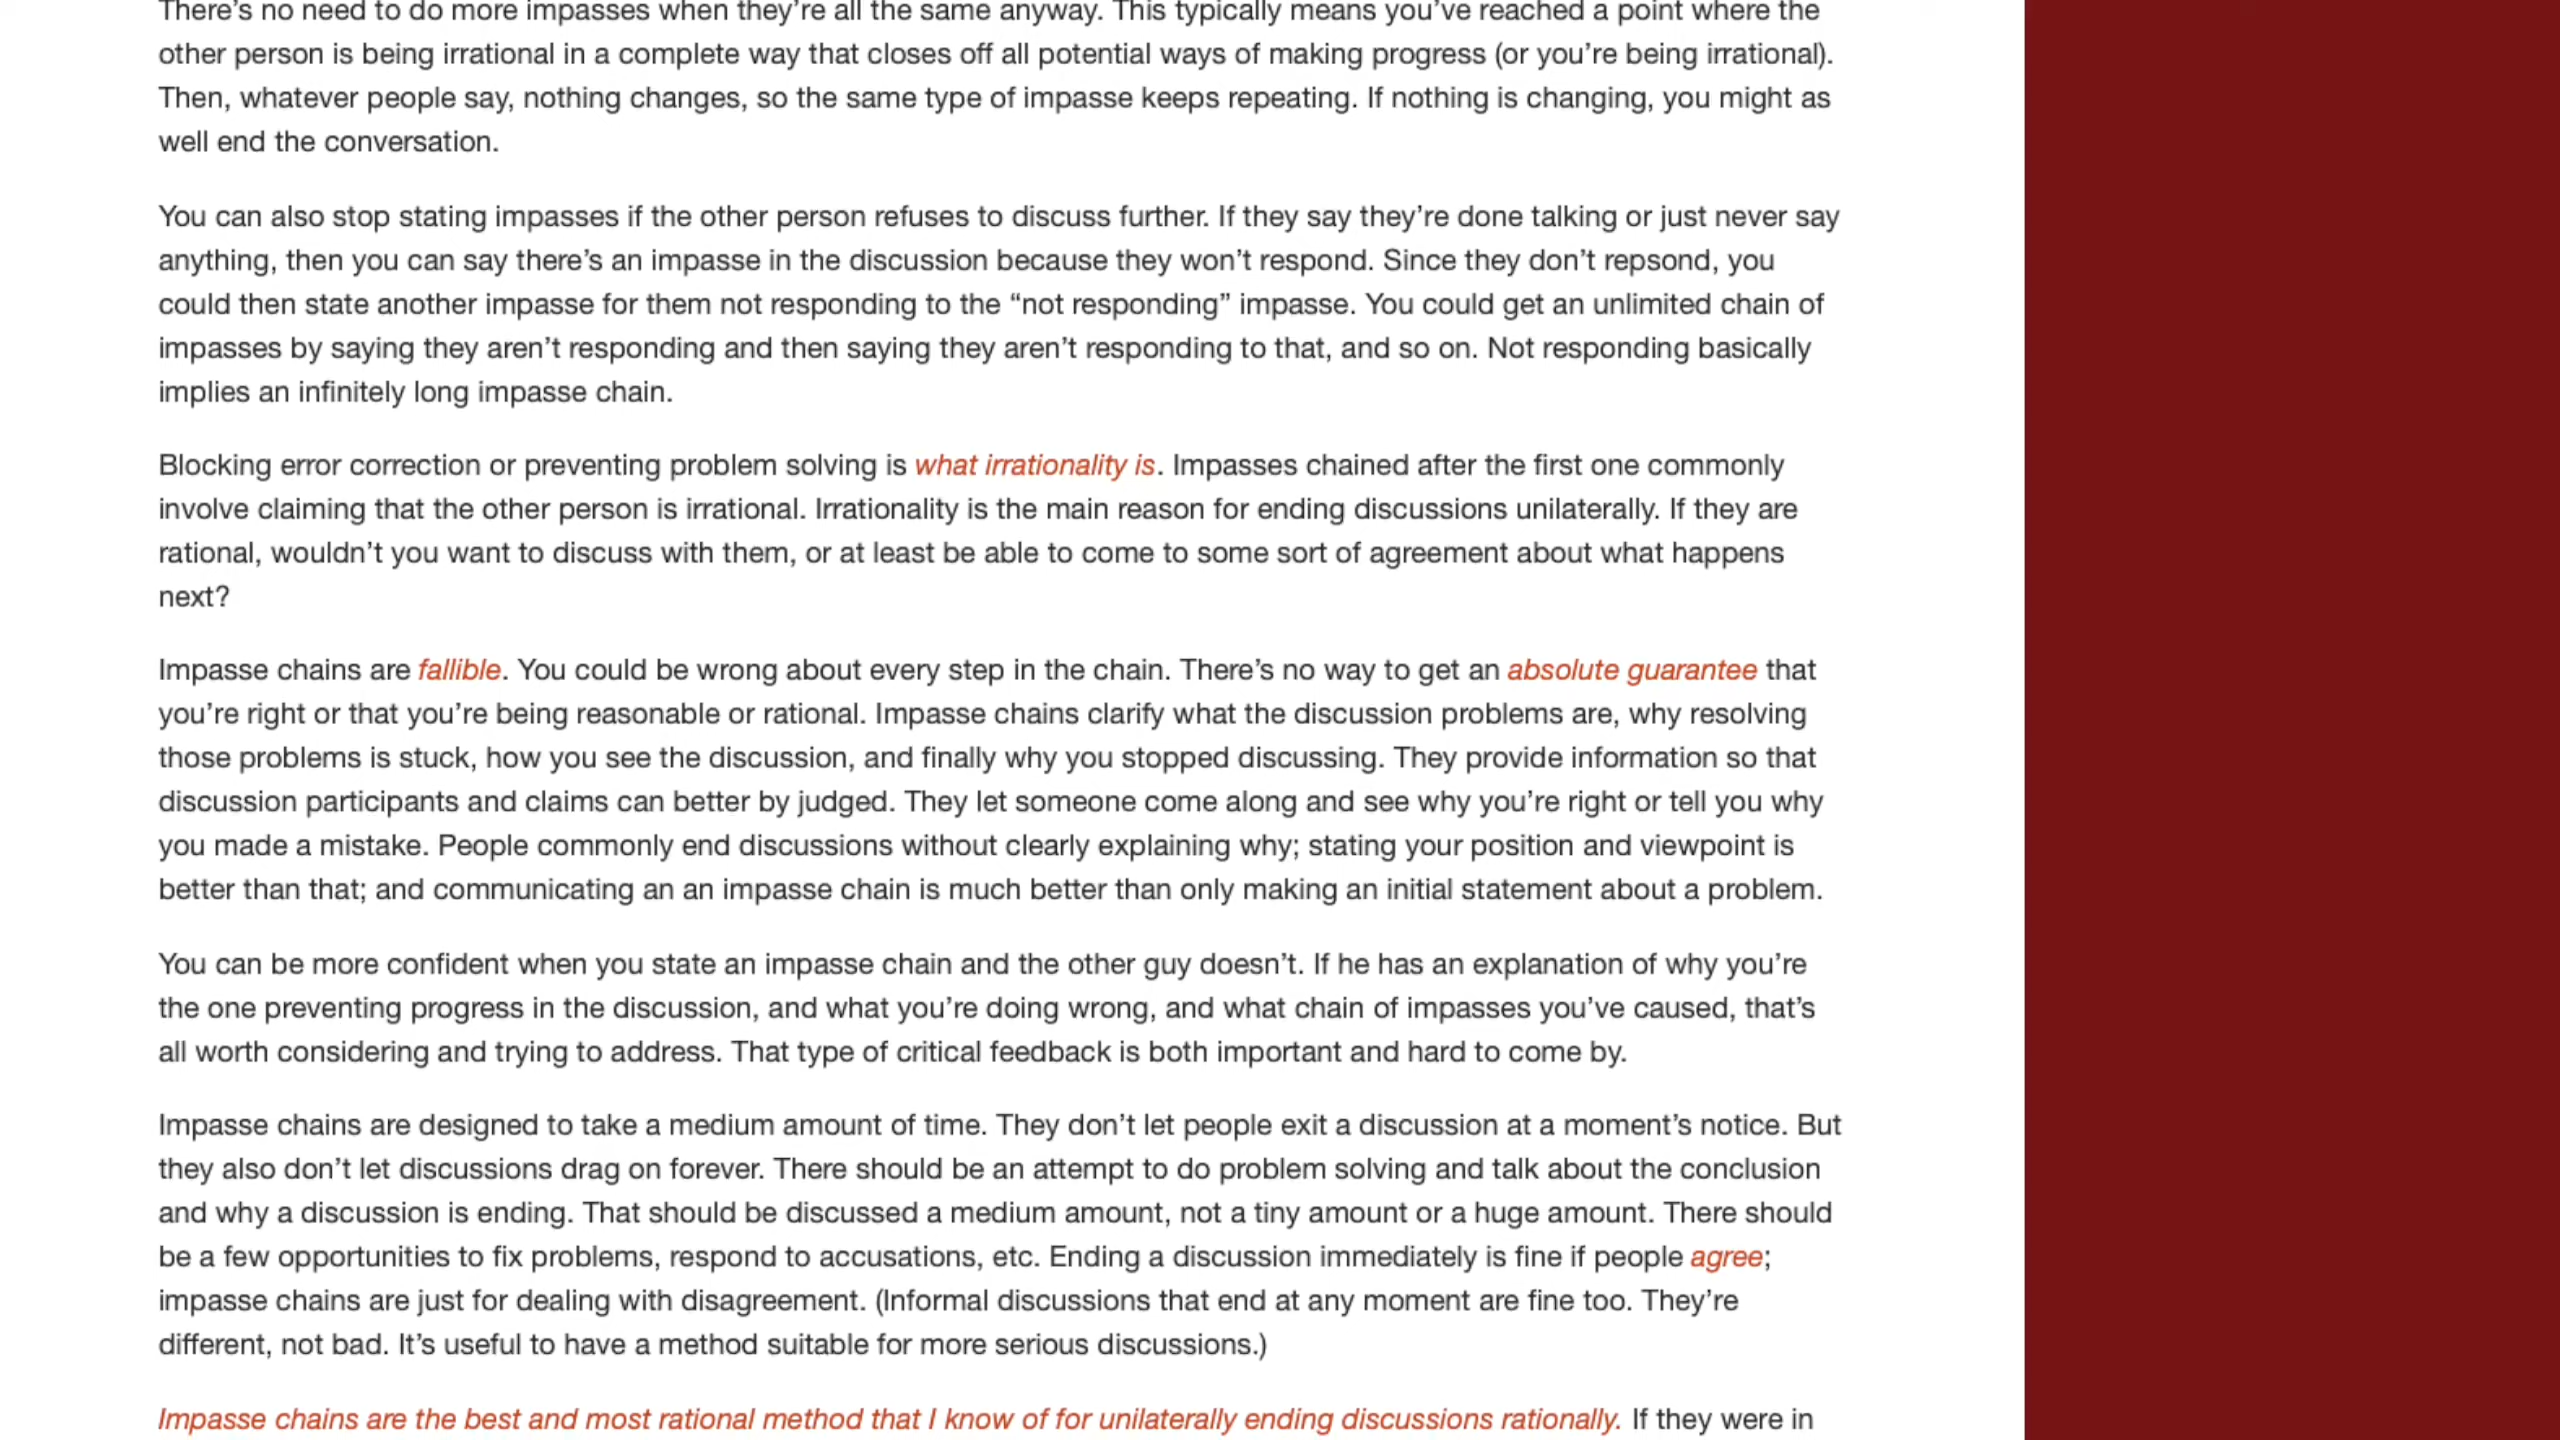 There’s no need to do more impasses when they’re all the same anyway. This typically means you’ve reached a point where the
other person is being irrational in a complete way that closes off all potential ways of making progress (or you’re being irrational).
Then, whatever people say, nothing changes, so the same type of impasse keeps repeating. If nothing is changing, you might as
well end the conversation.
You can also stop stating impasses if the other person refuses to discuss further. If they say they’re done talking or just never say
anything, then you can say there’s an impasse in the discussion because they won’t respond. Since they don’t repsond, you
could then state another impasse for them not responding to the “not responding” impasse. You could get an unlimited chain of
impasses by saying they aren’t responding and then saying they aren’t responding to that, and so on. Not responding basically
implies an infinitely long impasse chain.
Blocking error correction or preventing problem solving is what irrationality is. Impasses chained after the first one commonly
involve claiming that the other person is irrational. Irrationality is the main reason for ending discussions unilaterally. If they are
rational, wouldn’t you want to discuss with them, or at least be able to come to some sort of agreement about what happens
next?
Impasse chains are fallible. You could be wrong about every step in the chain. There’s no way to get an absolute guarantee that
you’re right or that you’re being reasonable or rational. Impasse chains clarify what the discussion problems are, why resolving
those problems is stuck, how you see the discussion, and finally why you stopped discussing. They provide information so that
discussion participants and claims can better by judged. They let someone come along and see why you’re right or tell you why
you made a mistake. People commonly end discussions without clearly explaining why; stating your position and viewpoint is
better than that; and communicating an an impasse chain is much better than only making an initial statement about a problem.
You can be more confident when you state an impasse chain and the other guy doesn’t. If he has an explanation of why you’re
the one preventing progress in the discussion, and what you’re doing wrong, and what chain of impasses you’ve caused, that’s
all worth considering and trying to address. That type of critical feedback is both important and hard to come by.
Impasse chains are designed to take a medium amount of time. They don’t let people exit a discussion at a moment’s notice. But
they also don’t let discussions drag on forever. There should be an attempt to do problem solving and talk about the conclusion
and why a discussion is ending. That should be discussed a medium amount, not a tiny amount or a huge amount. There should
be a few opportunities to fix problems, respond to accusations, etc. Ending a discussion immediately is fine if people agree;
impasse chains are just for dealing with disagreement. (Informal discussions that end at any moment are fine too. They’re
different, not bad. It’s useful to have a method suitable for more serious discussions.)
Impasse chains are the best and most rational method that I know of for unilaterally ending discussions rationally. If they were in